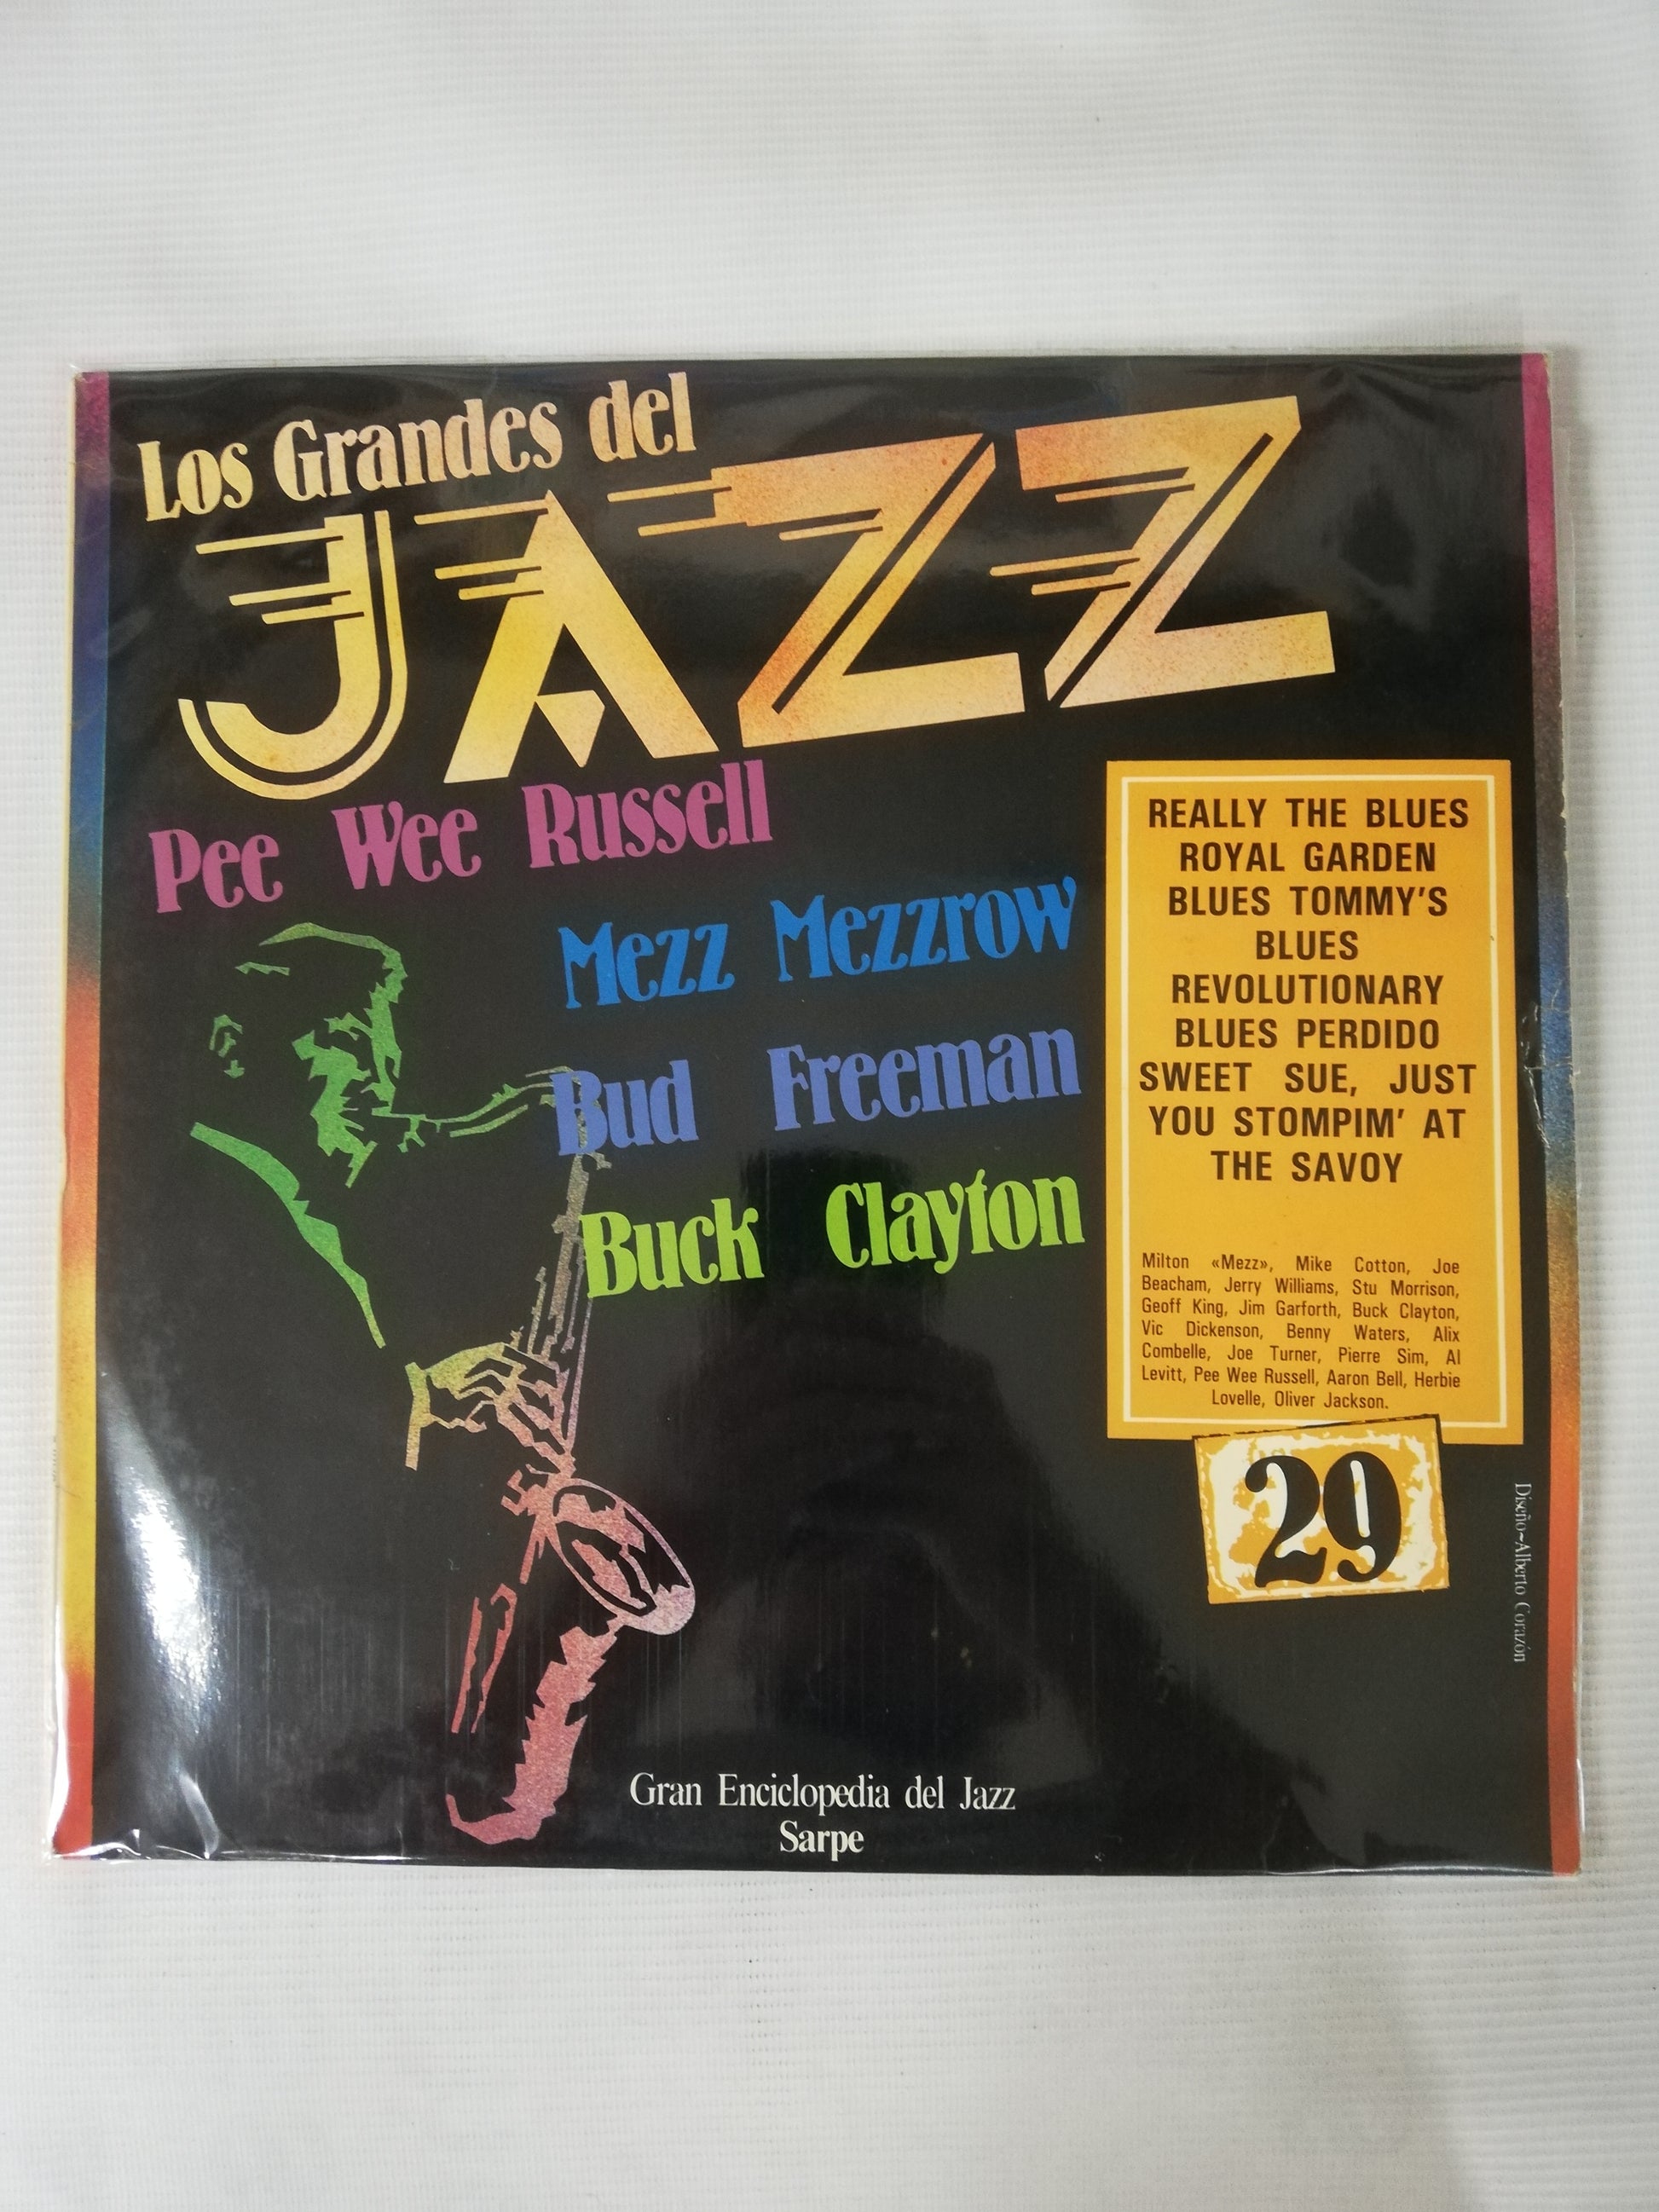 Los Grandes del
JAZZ
Pee Wee Russell
Mezz Mezzrow
Bud Freeman
Buck Clayton
REALLY THE BLUES
ROYAL GARDEN
BLUES TOMMY'S
BLUES
REVOLUTIONARY
BLUES PERDIDO
SWEET SUE, JUST
YOU STOMPIM' AT
THE SAVOY
Milton «Mezz», Mike Cotton, Joe
Beacham, Jerry Williams, Stu Morrison,
Geoff King, Jim Garforth, Buck Clayton,
Vic Dickenson, Benny Waters, Alix
Combelle, Joe Turner, Pierre Sim, Al
Levitt, Pee Wee Russell, Aaron Bell, Herbie
Lovelle, Oliver Jackson.
29
Diseño~Alberto Corazón
Gran Enciclopedia del Jazz
Sarpe